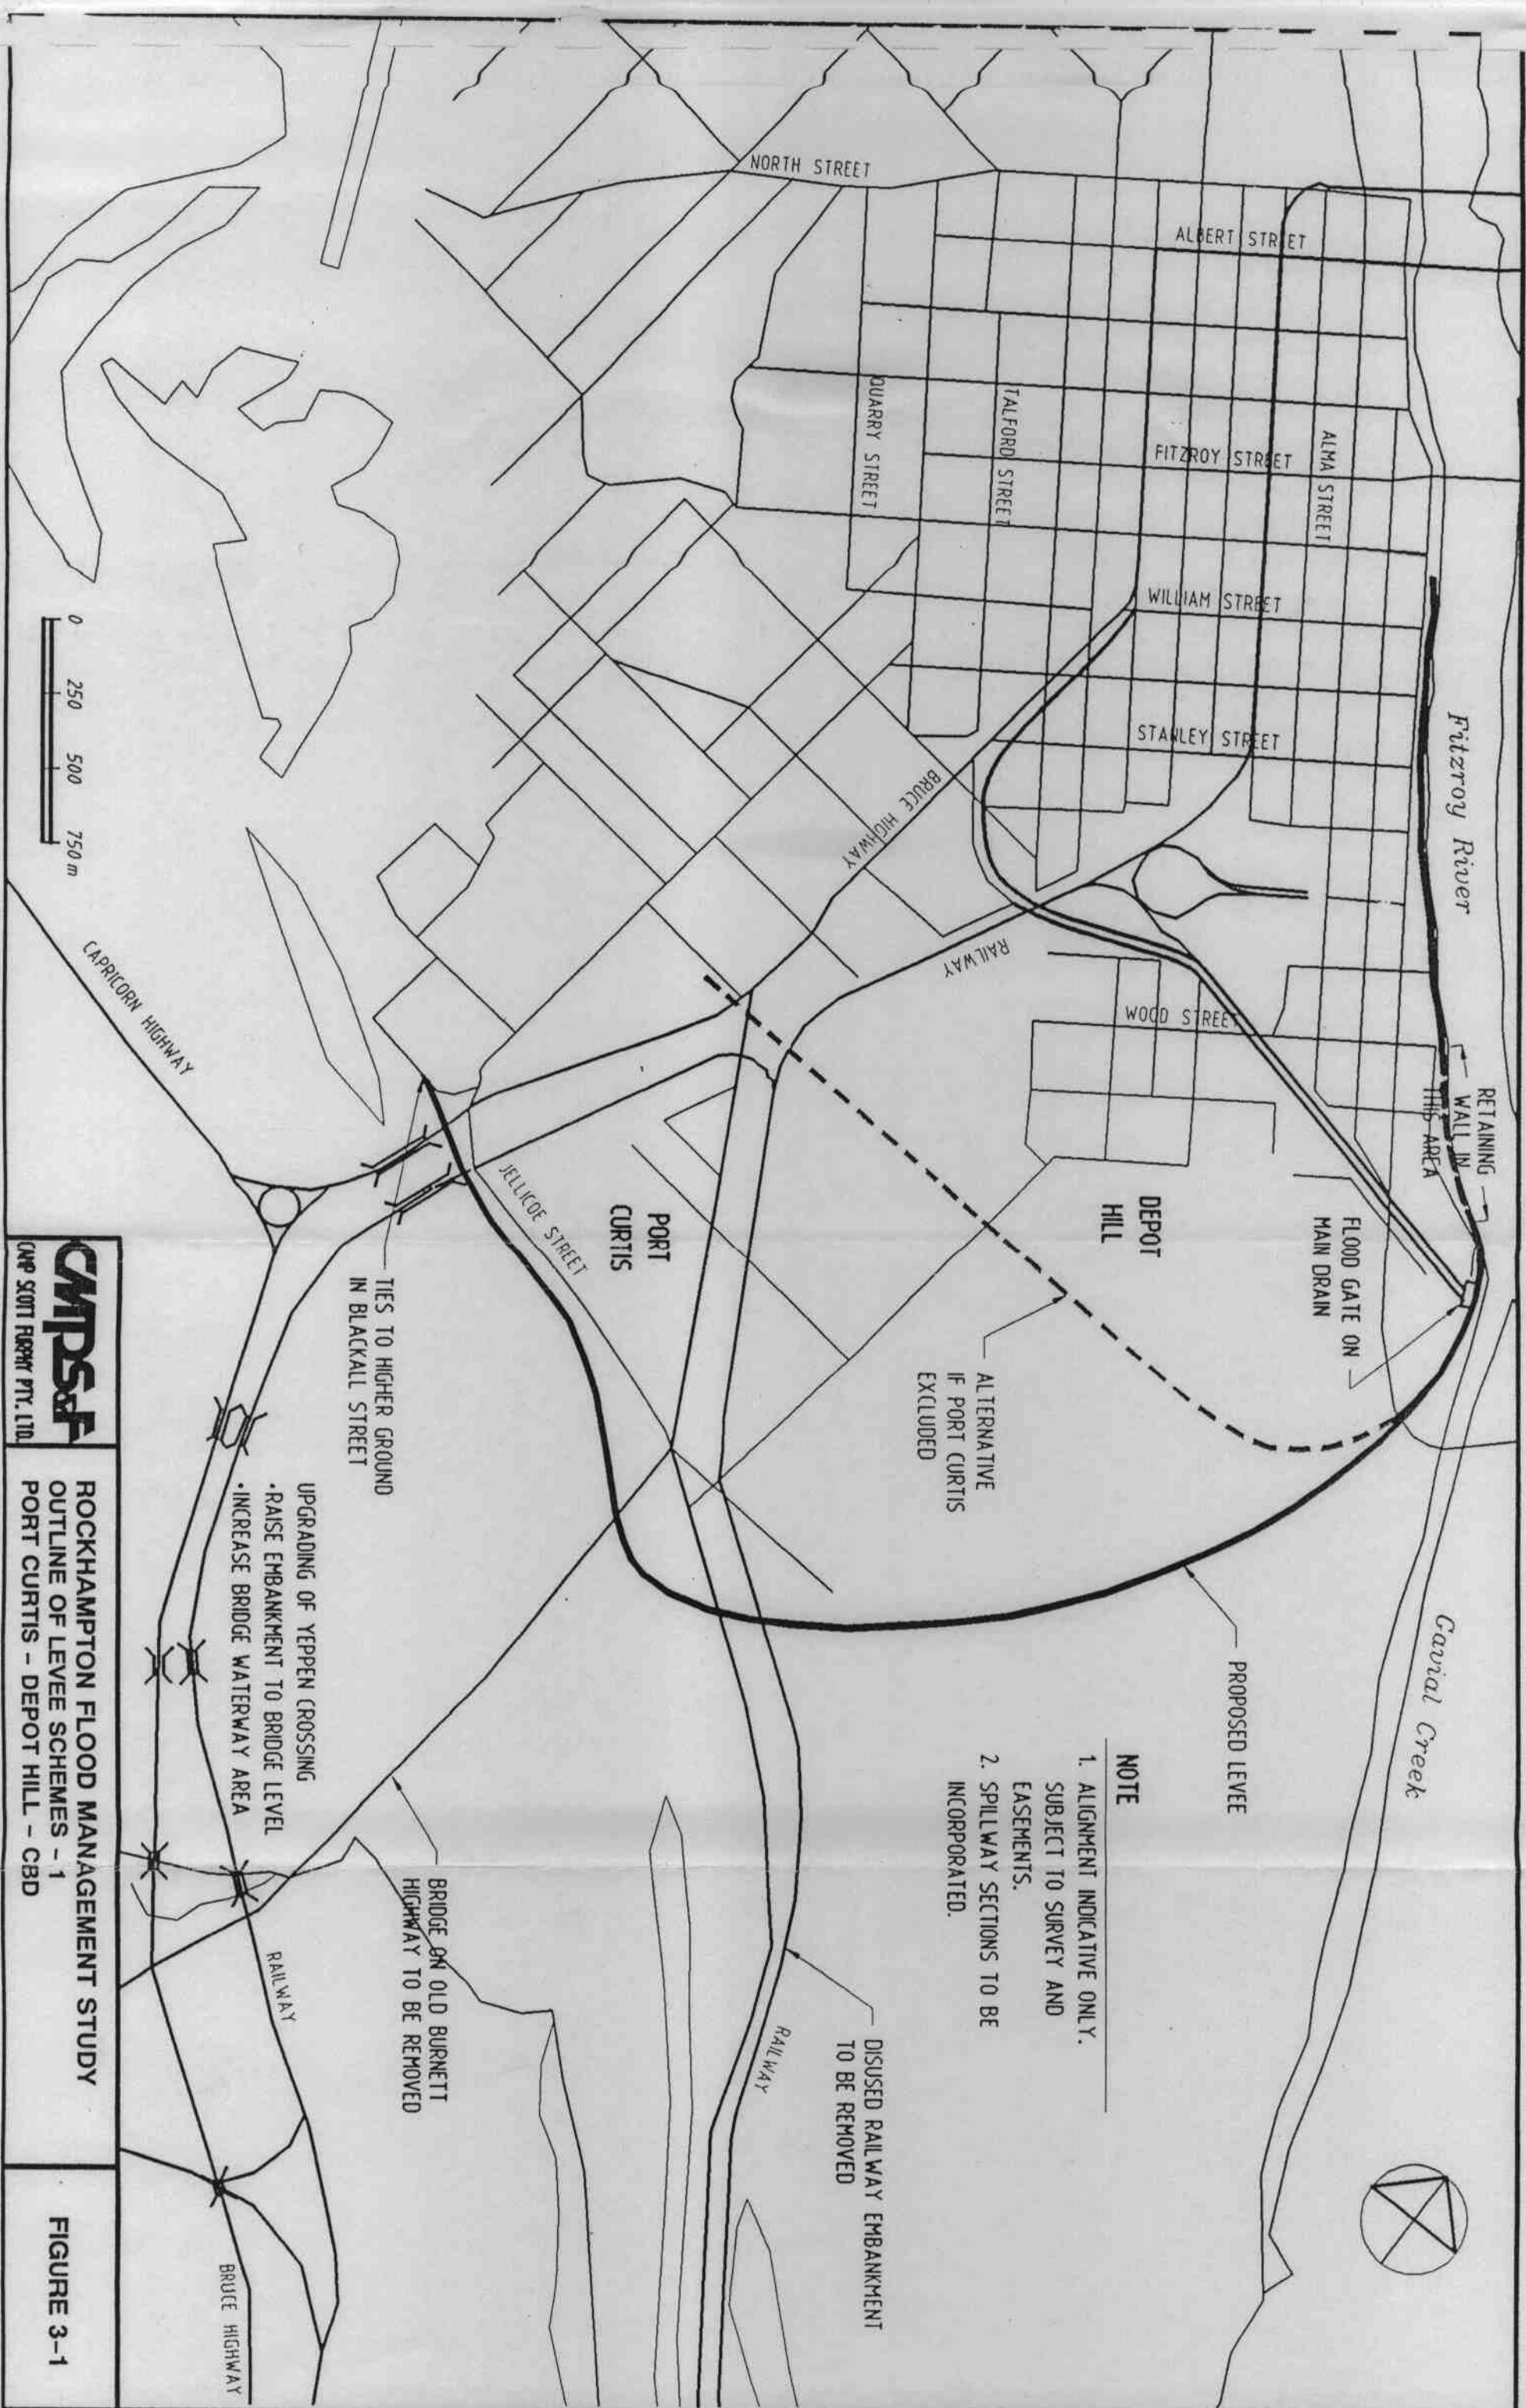 NORTH STREET
ALBERT STREET
QUARRY STREET
TALFORD STREET
FITZROY STREET
ALMA STREET
WILLIAM STREET
STANLEY STREET
Fitzroy River
BRUCE HIGHWAY
RAILWAY
WOOD STREET
RETAINING
WALL IN
THIS AREA
FLOOD GATE ON
MAIN DRAIN
DEPOT
HILL
PORT
CURTIS
JELLICOE STREET
CAPRICORN HIGHWAY
0 250 500 750 m
TIES TO HIGHER GROUND
IN BLACKALL STREET
ALTERNATIVE
IF PORT CURTIS
EXCLUDED
PROPOSED LEVEE
Gavial Creek
NOTE
1. ALIGNMENT INDICATIVE ONLY.
SUBJECT TO SURVEY AND
EASEMENTS.
2. SPILLWAY SECTIONS TO BE
INCORPORATED.
UPGRADING OF YEPPEN CROSSING
•RAISE EMBANKMENT TO BRIDGE LEVEL
•INCREASE BRIDGE WATERWAY AREA
BRIDGE ON OLD BURNETT
HIGHWAY TO BE REMOVED
DISUSED RAILWAY EMBANKMENT
TO BE REMOVED
RAILWAY
RAILWAY
BRUCE HIGHWAY
CMPS&F
CAMP SCOTT FURPHY PTY. LTD.
ROCKHAMPTON FLOOD MANAGEMENT STUDY
OUTLINE OF LEVEE SCHEMES - 1
PORT CURTIS - DEPOT HILL - CBD
FIGURE 3-1